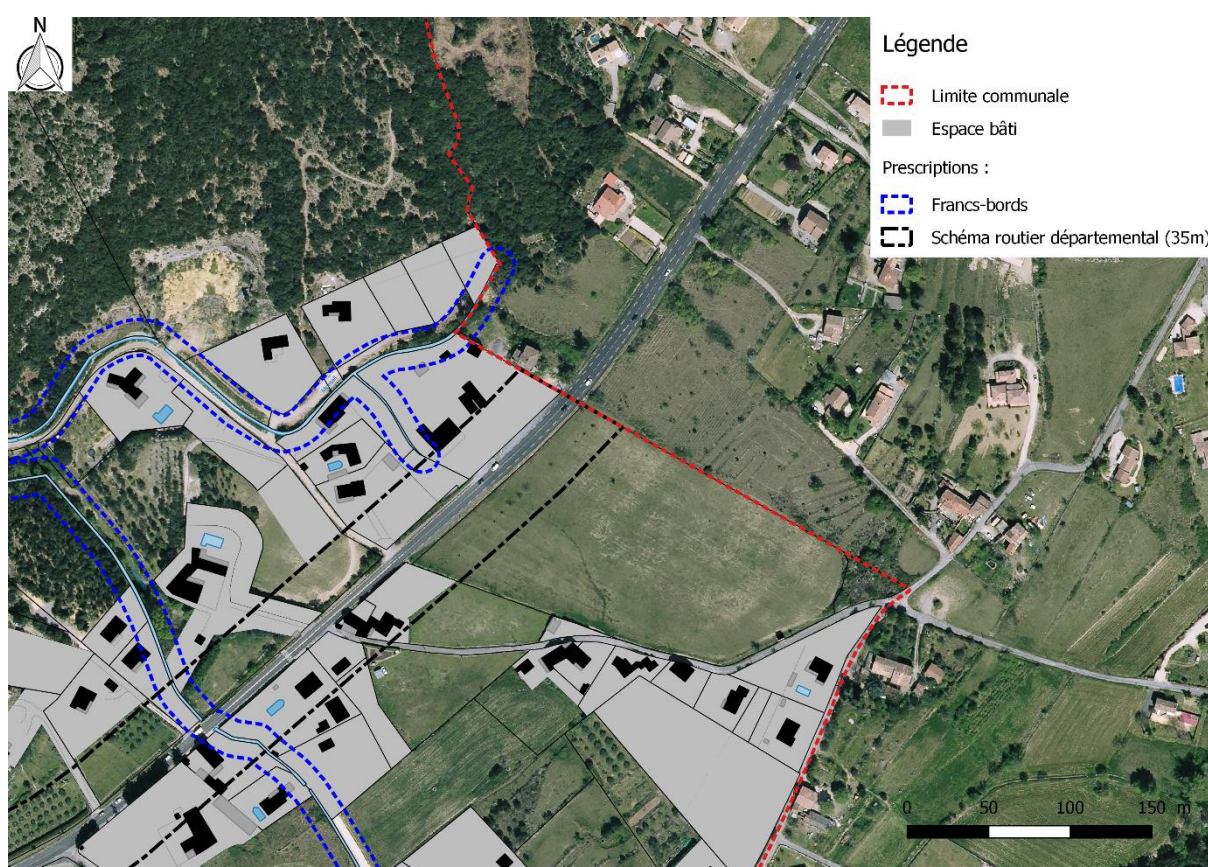 N
Légende
Limite communale
Espace bâti
Prescriptions :
Francs-bords
Schéma routier départemental (35m)
0 50 100 150 m